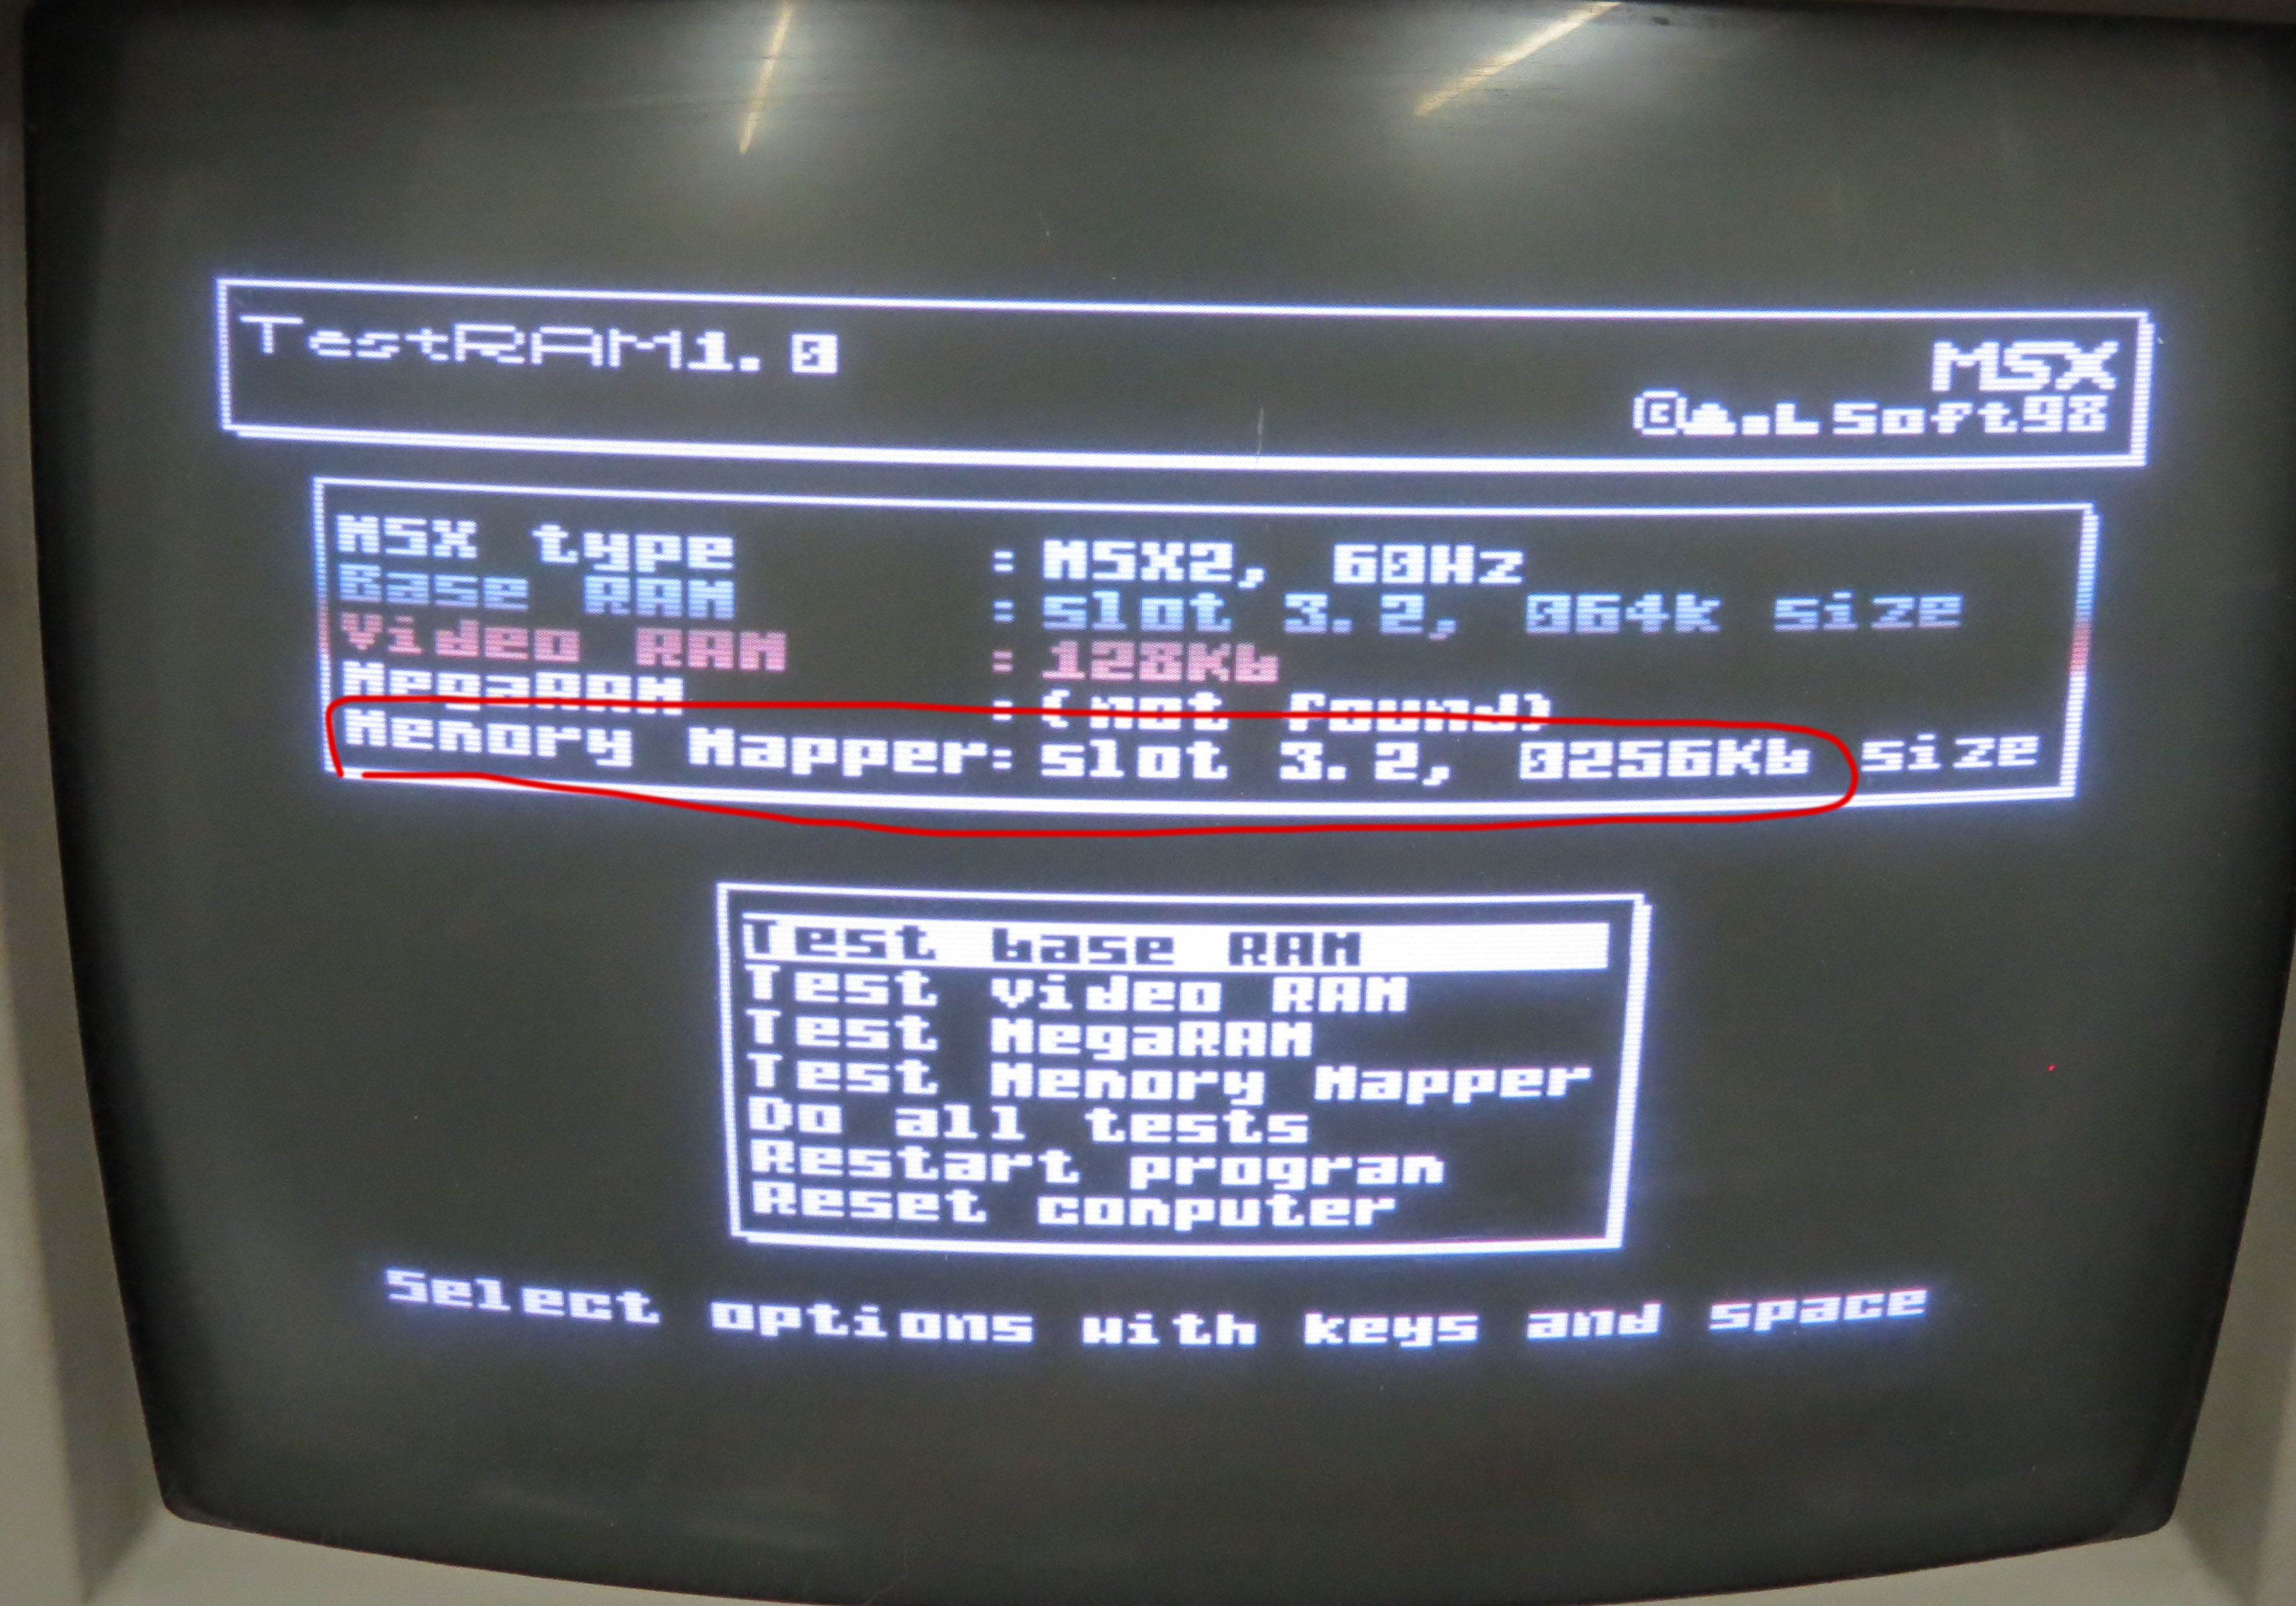 TestRAM1.0
MSX
©A.L Soft98
MSX type : MSX2, 60Hz
Base RAM : slot 3.2, 064k size
Video RAM : 128Kb
MegaRAM : (not found)
Memory Mapper: slot 3.2, 0256Kb size
Test base RAM
Test video RAM
Test MegaRAM
Test Memory Mapper
Do all tests
Restart program
Reset computer
Select options with keys and space